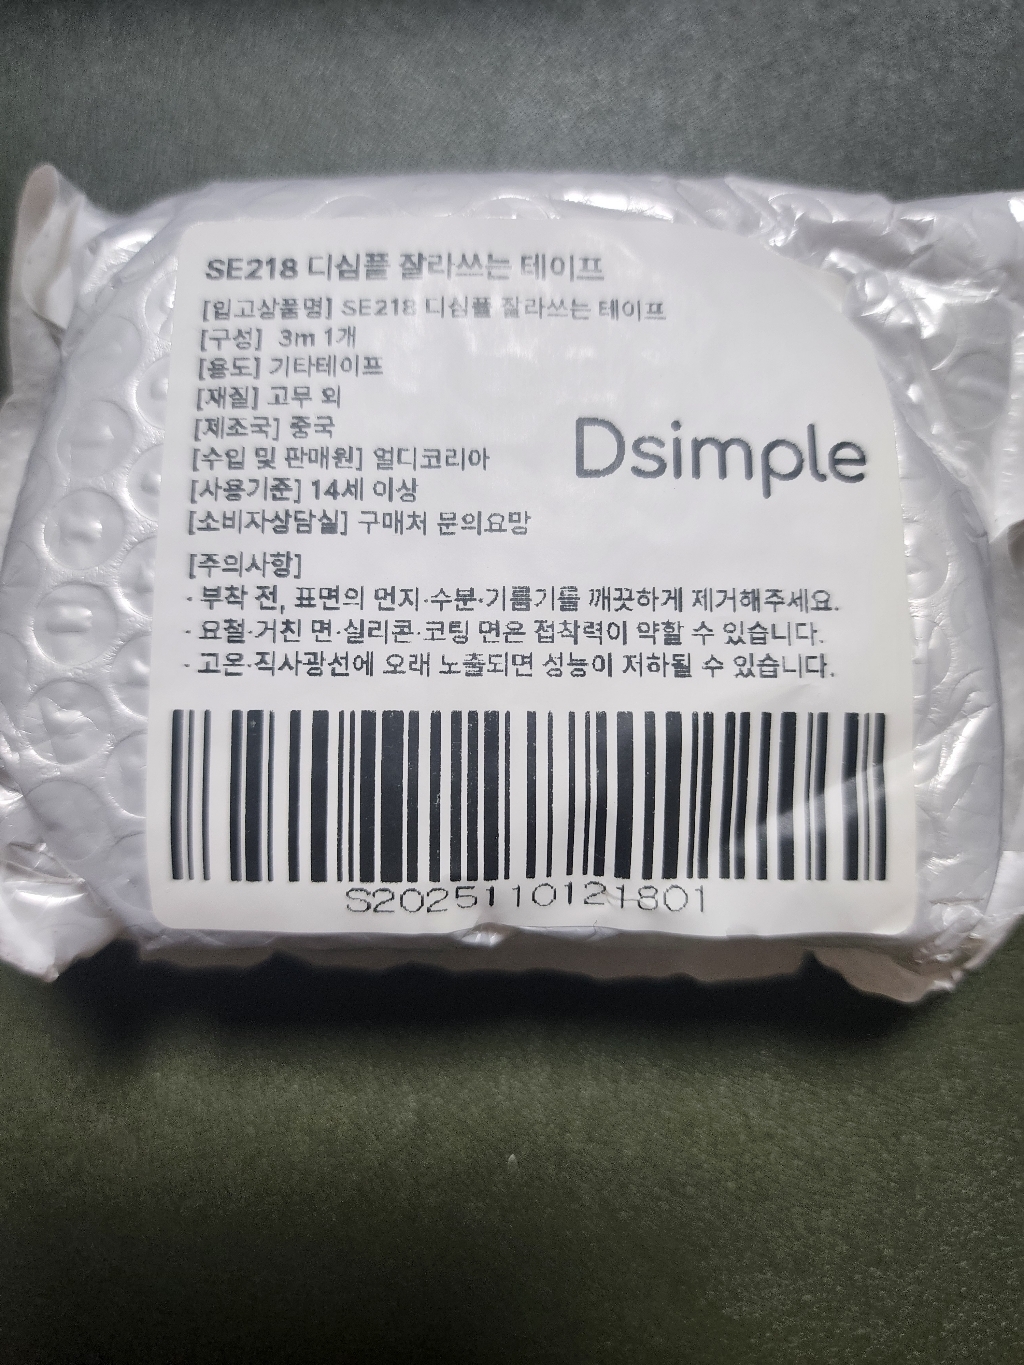 SE218 디심플 잘라쓰는 테이프
[입고상품명] SE218 디심플 잘라쓰는 테이프
[구성] 3m 1개
[용도] 기타테이프
[재질] 고무 외
[제조국] 중국
[수입 및 판매원] 얼디코리아
[사용기준] 14세 이상
[소비자상담실] 구매처 문의요망
Dsimple
[주의사항]
· 부착 전, 표면의 먼지·수분·기름기를 깨끗하게 제거해주세요.
· 요철·거친 면·실리콘·코팅 면은 접착력이 약할 수 있습니다.
· 고온·직사광선에 오래 노출되면 성능이 저하될 수 있습니다.
S2025110121801